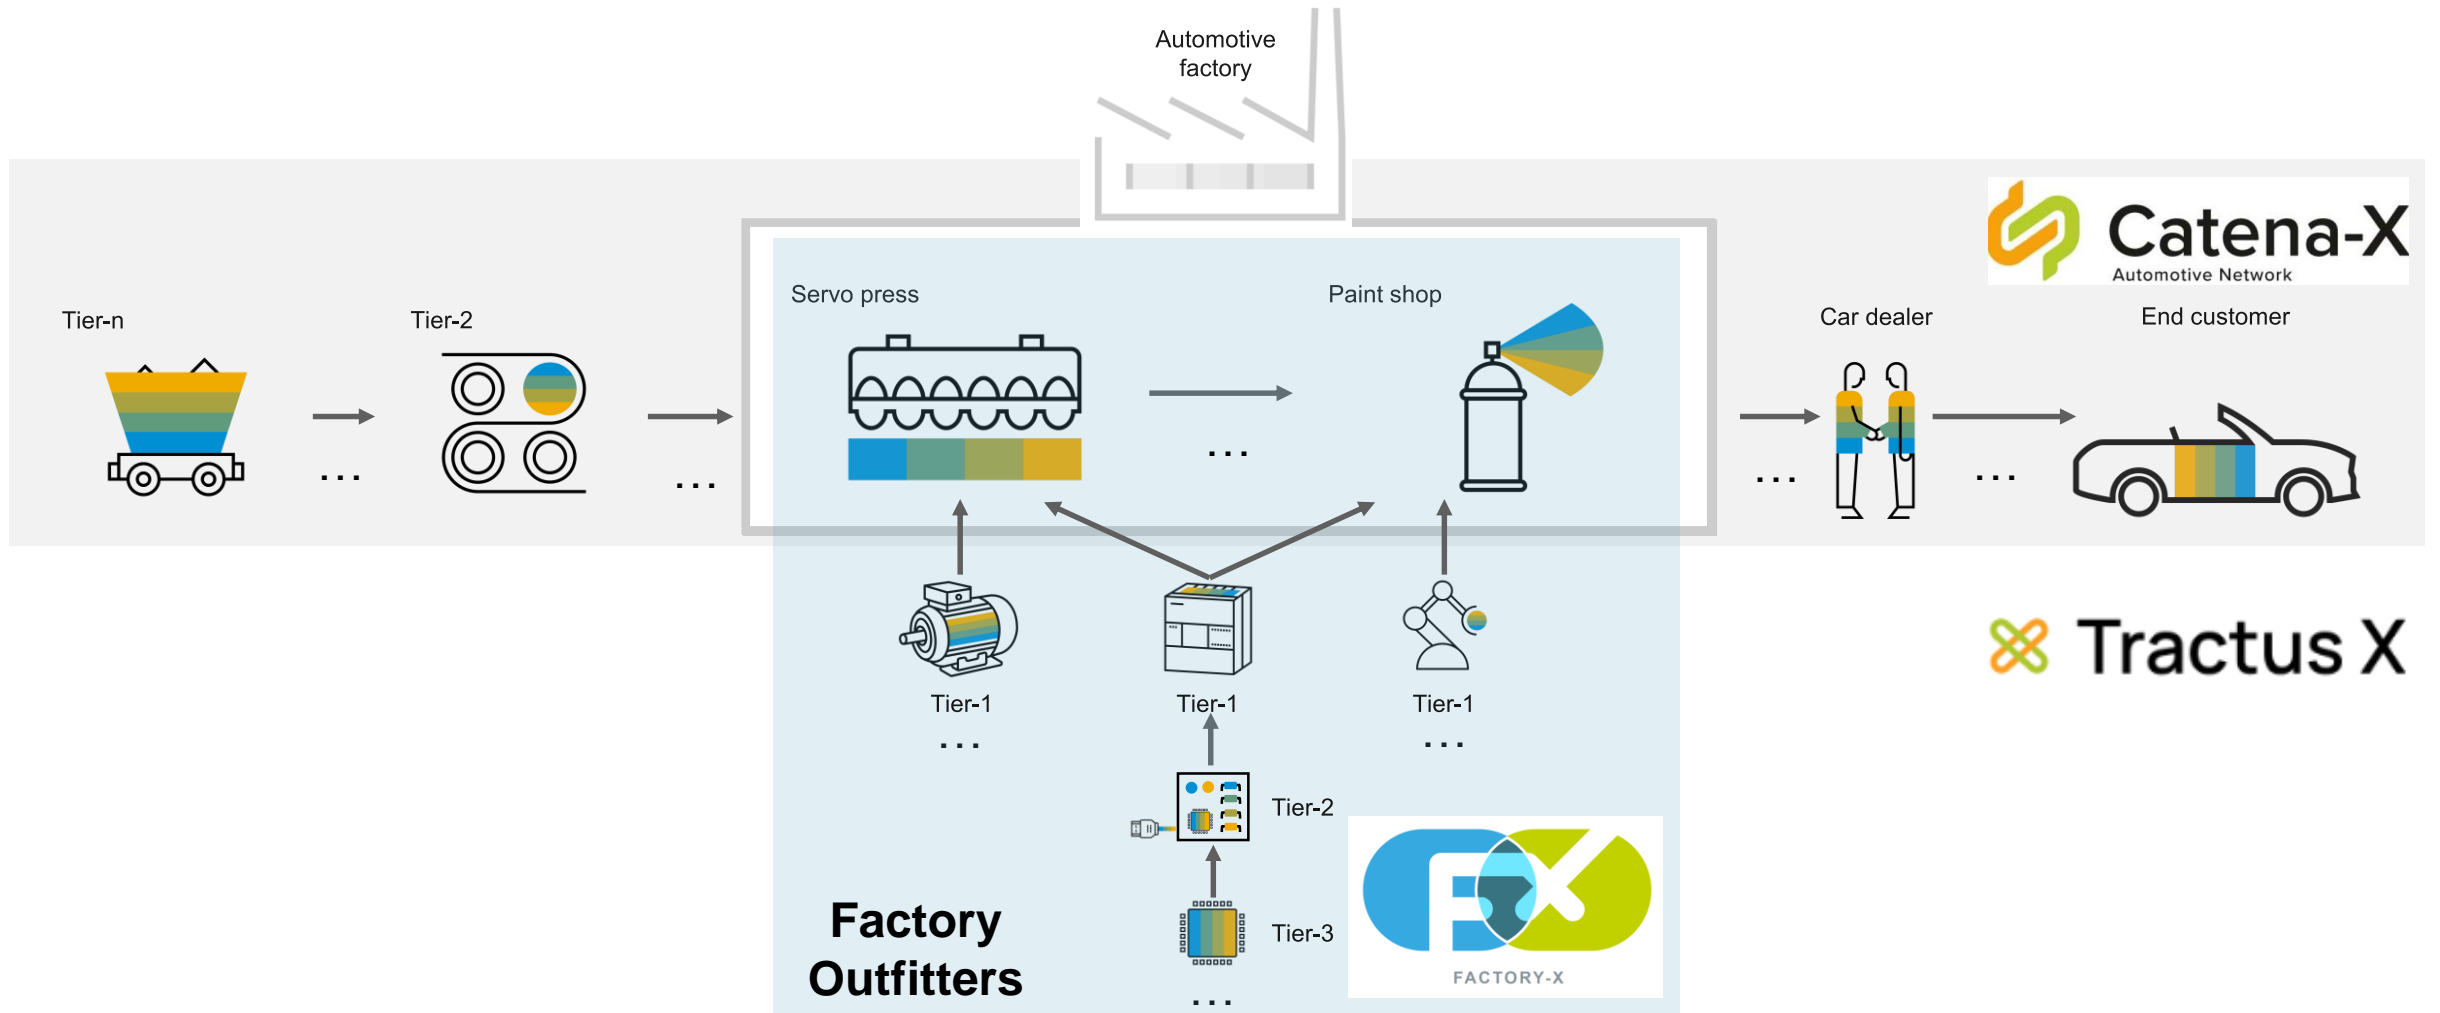 Automotive
factory
Catena-X
Automotive Network
Servo press
Paint shop
Tier-n
Tier-2
Car dealer
End customer
...
...
...
...
...
Tractus X
Tier-1
Tier-1
Tier-1
...
...
Tier-2
Factory
Outfitters
Tier-3
...
FX
FACTORY-X